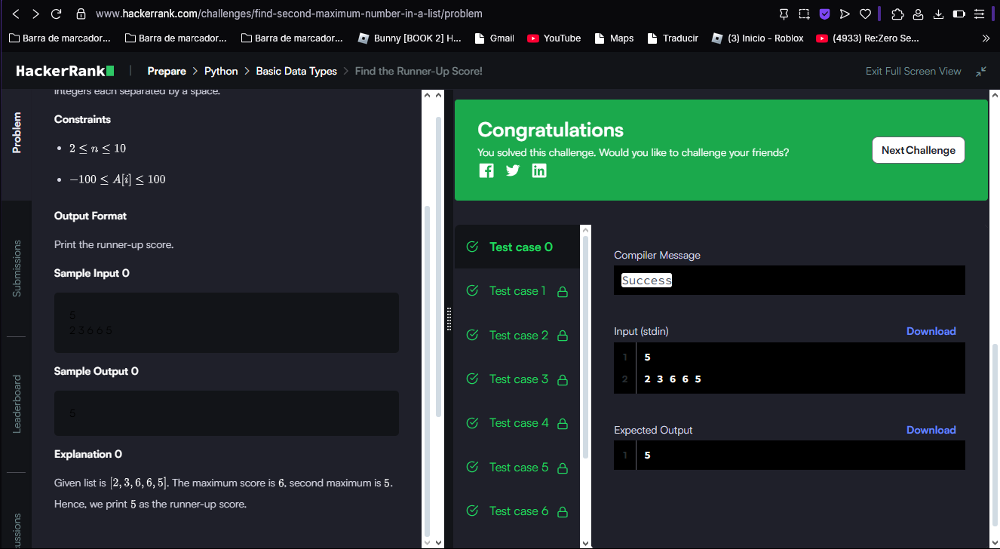 www.hackerrank.com/challenges/find-second-maximum-number-in-a-list/problem
Barra de marcador... Barra de marcador... Barra de marcador... Bunny [BOOK 2] H... Gmail YouTube Maps Traducir (3) Inicio - Roblox (4933) Re:Zero Se...
HackerRank | Prepare > Python > Basic Data Types > Find the Runner-Up Score! Exit Full Screen View
Problem
Submissions
Leaderboard
cussions
integers each separated by a space.
Constraints
• 2 ≤ n ≤ 10
• −100 ≤ A[i] ≤ 100
Output Format
Print the runner-up score.
Sample Input 0
5
2 3 6 6 5
Sample Output 0
5
Explanation 0
Given list is [2, 3, 6, 6, 5]. The maximum score is 6, second maximum is 5.
Hence, we print 5 as the runner-up score.
Congratulations
You solved this challenge. Would you like to challenge your friends?
Next Challenge
Test case 0
Test case 1
Test case 2
Test case 3
Test case 4
Test case 5
Test case 6
Compiler Message
Success
Input (stdin) Download
1 5
2 2 3 6 6 5
Expected Output Download
1 5